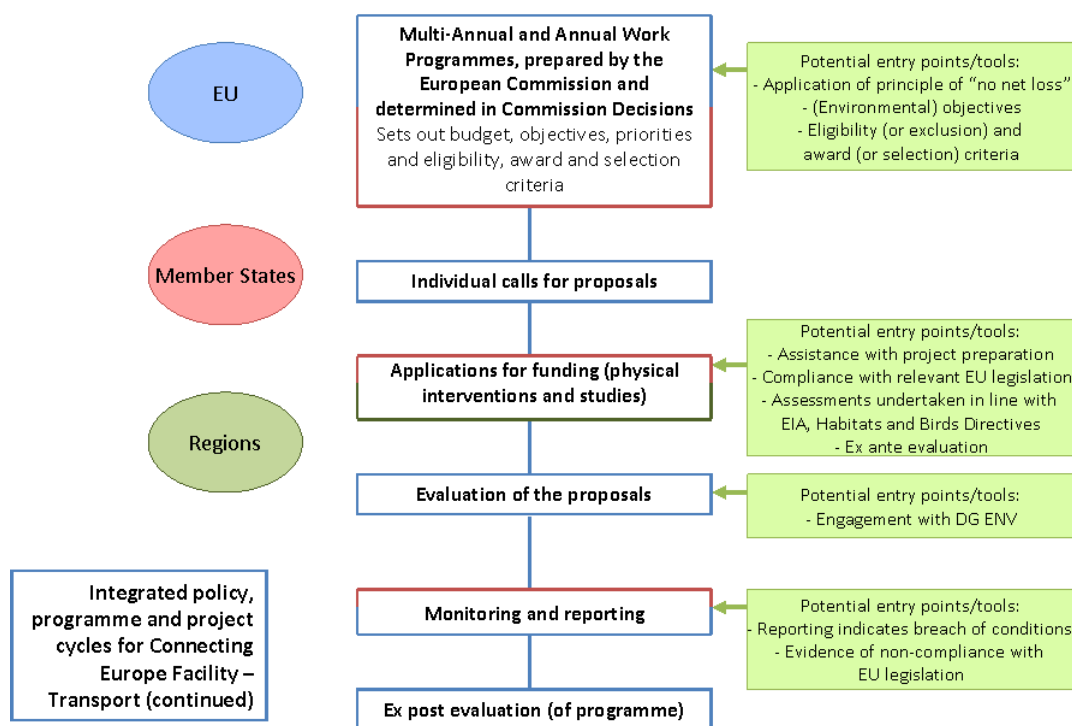 Multi-Annual and Annual Work
Programmes, prepared by the
European Commission and
determined in Commission Decisions
Sets out budget, objectives, priorities
and eligibility, award and selection
criteria
Potential entry points/tools:
- Application of principle of “no net loss”
- (Environmental) objectives
- Eligibility (or exclusion) and
award (or selection) criteria
EU
Member States
Individual calls for proposals
Applications for funding (physical
interventions and studies)
Potential entry points/tools:
- Assistance with project preparation
- Compliance with relevant EU legislation
- Assessments undertaken in line with
EIA, Habitats and Birds Directives
- Ex ante evaluation
Regions
Evaluation of the proposals
Potential entry points/tools:
- Engagement with DG ENV
Integrated policy,
programme and project
cycles for Connecting
Europe Facility –
Transport (continued)
Monitoring and reporting
Potential entry points/tools:
- Reporting indicates breach of conditions
- Evidence of non-compliance with
EU legislation
Ex post evaluation (of programme)